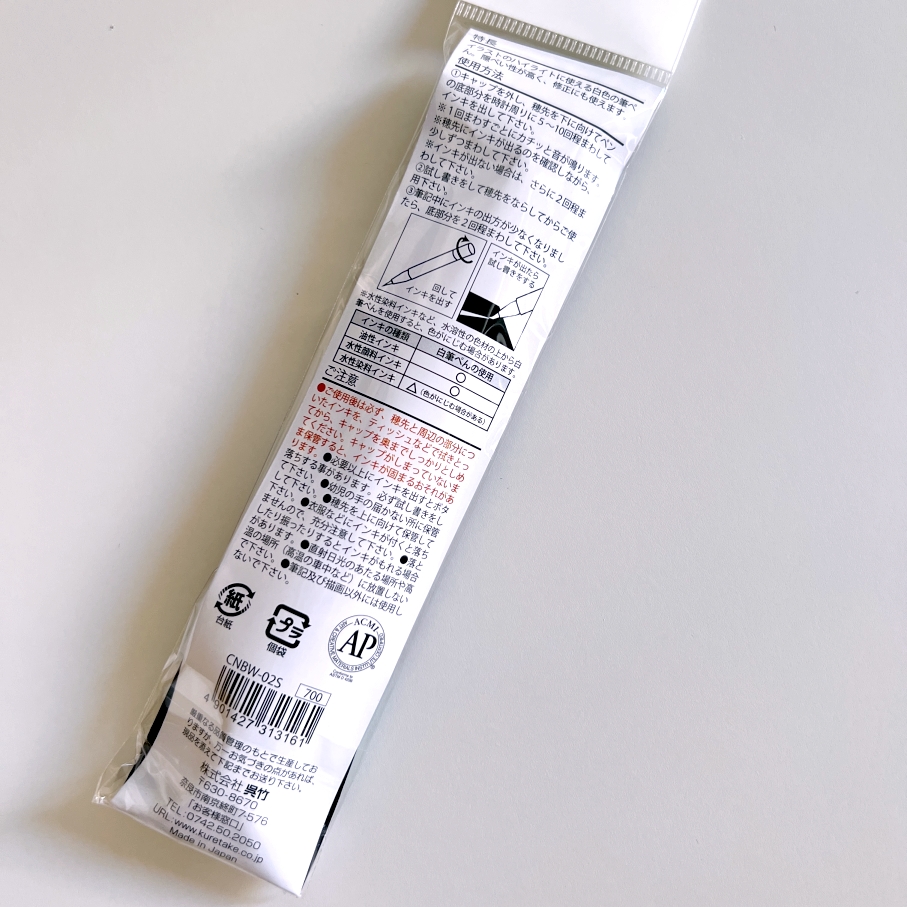 特長
イラストのハイライトに使える白色の筆ぺ
ん。隠ぺい性が高く、修正にも使えます。
使用方法
①キャップを外し、穂先を下に向けてペン
の底部分を時計周りに5～10回程まわして
インキを出して下さい。
※1回まわすごとにカチッと音が鳴ります。
※穂先にインキが出るのを確認しながら、
少しずつまわして下さい。
※インキが出ない場合は、さらに2回程ま
わして下さい。
②試し書きをして穂先をならしてからご使
用下さい。
③筆記中にインキの出方が少なくなりまし
たら、底部分を2回程まわして下さい。
回して
インキを出す
インキが出たら
試し書きをする
※水性染料インキなど、水溶性の色材の上から白
筆ぺんを使用すると、色がにじむ場合があります。
インキの種類 白筆ぺんの使用
油性インキ ○
水性顔料インキ ○
水性染料インキ △(色がにじむ場合がある)
ご注意
●ご使用後は必ず、穂先と周辺の部分につ
いたインキを、ティッシュなどで拭きとっ
てから、キャップを奥までしっかりとしめ
てください。キャップがしまっていないま
ま保管すると、インキが固まるおそれがあ
ります。●必要以上にインキを出すとボタ
落ちする事があります。必ず試し書きをし
て下さい。●幼児の手の届かない所に保管
して下さい。●穂先を上に向けて保管して
下さい。●衣服などにインキが付くと落ち
ませんので、充分注意して下さい。●落と
したり振ったりするとインキがもれる場合
があります。●直射日光のあたる場所や高
温の場所(高温の車中など)に放置しない
で下さい。●筆記及び描画以外には使用し
ないで下さい。
紙
台紙
プラ
個袋
ACMI
ART & CREATIVE MATERIALS INSTITUTE
AP
Conforms to
ASTM D 4236
CNBW-02S
700
4 901427 313161
厳重なる品質管理のもとで生産してお
りますが、万一お気づきの点があれば、
現品を添えて下記までお送り下さい。
株式会社 呉竹
〒630-8670
奈良市南京終町7-576
「お客様窓口」
TEL:0742.50.2050
URL:www.kuretake.co.jp
Made in Japan